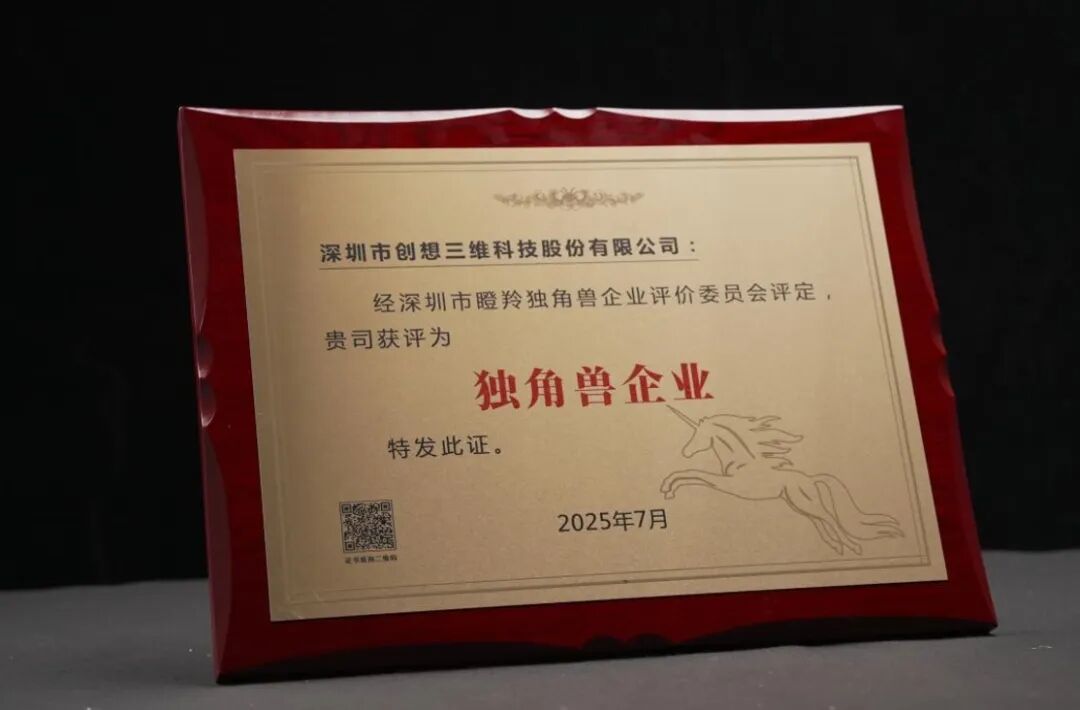 深圳市创想三维科技股份有限公司：
经深圳市瞪羚独角兽企业评价委员会评定，
贵司获评为
独角兽企业
特发此证。
2025年7月